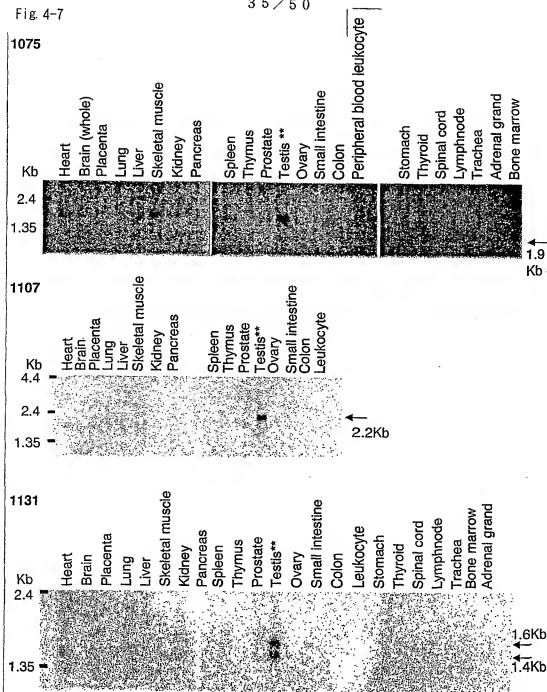 35/50
Fig. 4-7
1075
Heart
Brain (whole)
Placenta
Lung
Liver
Skeletal muscle
Kidney
Pancreas
Spleen
Thymus
Prostate
Testis **
Ovary
Small intestine
Colon
Peripheral blood leukocyte
Stomach
Thyroid
Spinal cord
Lymphnode
Trachea
Adrenal grand
Bone marrow
Kb
2.4
1.35
1.9
Kb
1107
Heart
Brain.
Placenta
Lung
Liver
Skeletal muscle
Kidney
Pancreas
Spleen
Thymus
Prostate
Testis**
Ovary
Small intestine
Colon
Leukocyte
Kb
4.4
2.4
1.35
2.2Kb
1131
Heart
Brain
Placenta
Lung
Liver
Skeletal muscle
Kidney
Pancreas
Spleen
Thymus
Prostate
Testis**
Ovary
Small intestine
Colon
Leukocyte
Stomach
Thyroid
Spinal cord
Lymphnode
Trachea
Bone marrow
Adrenal grand
Kb
2.4
1.35
1.6Kb
1.4Kb